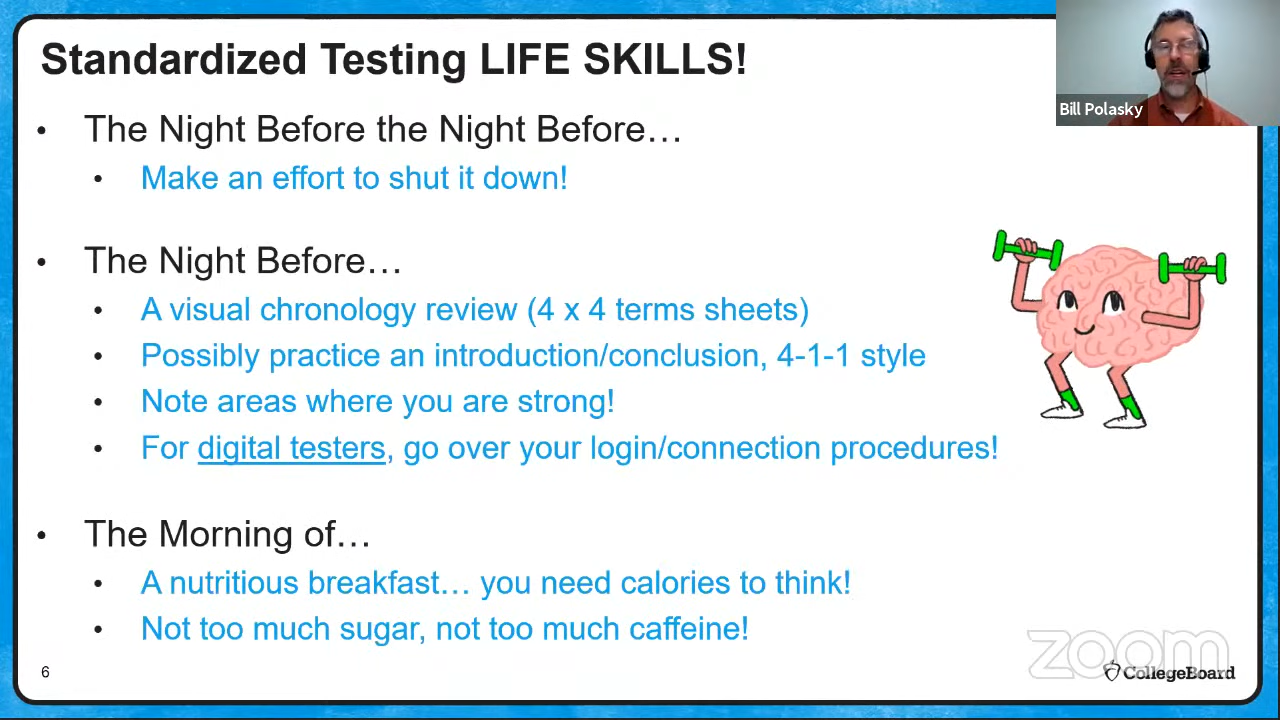 Standardized Testing LIFE SKILLS!
Bill Polasky
• The Night Before the Night Before…
• Make an effort to shut it down!
• The Night Before…
• A visual chronology review (4 x 4 terms sheets)
• Possibly practice an introduction/conclusion, 4-1-1 style
• Note areas where you are strong!
• For digital testers, go over your login/connection procedures!
• The Morning of…
• A nutritious breakfast… you need calories to think!
• Not too much sugar, not too much caffeine!
zoom
6
CollegeBoard